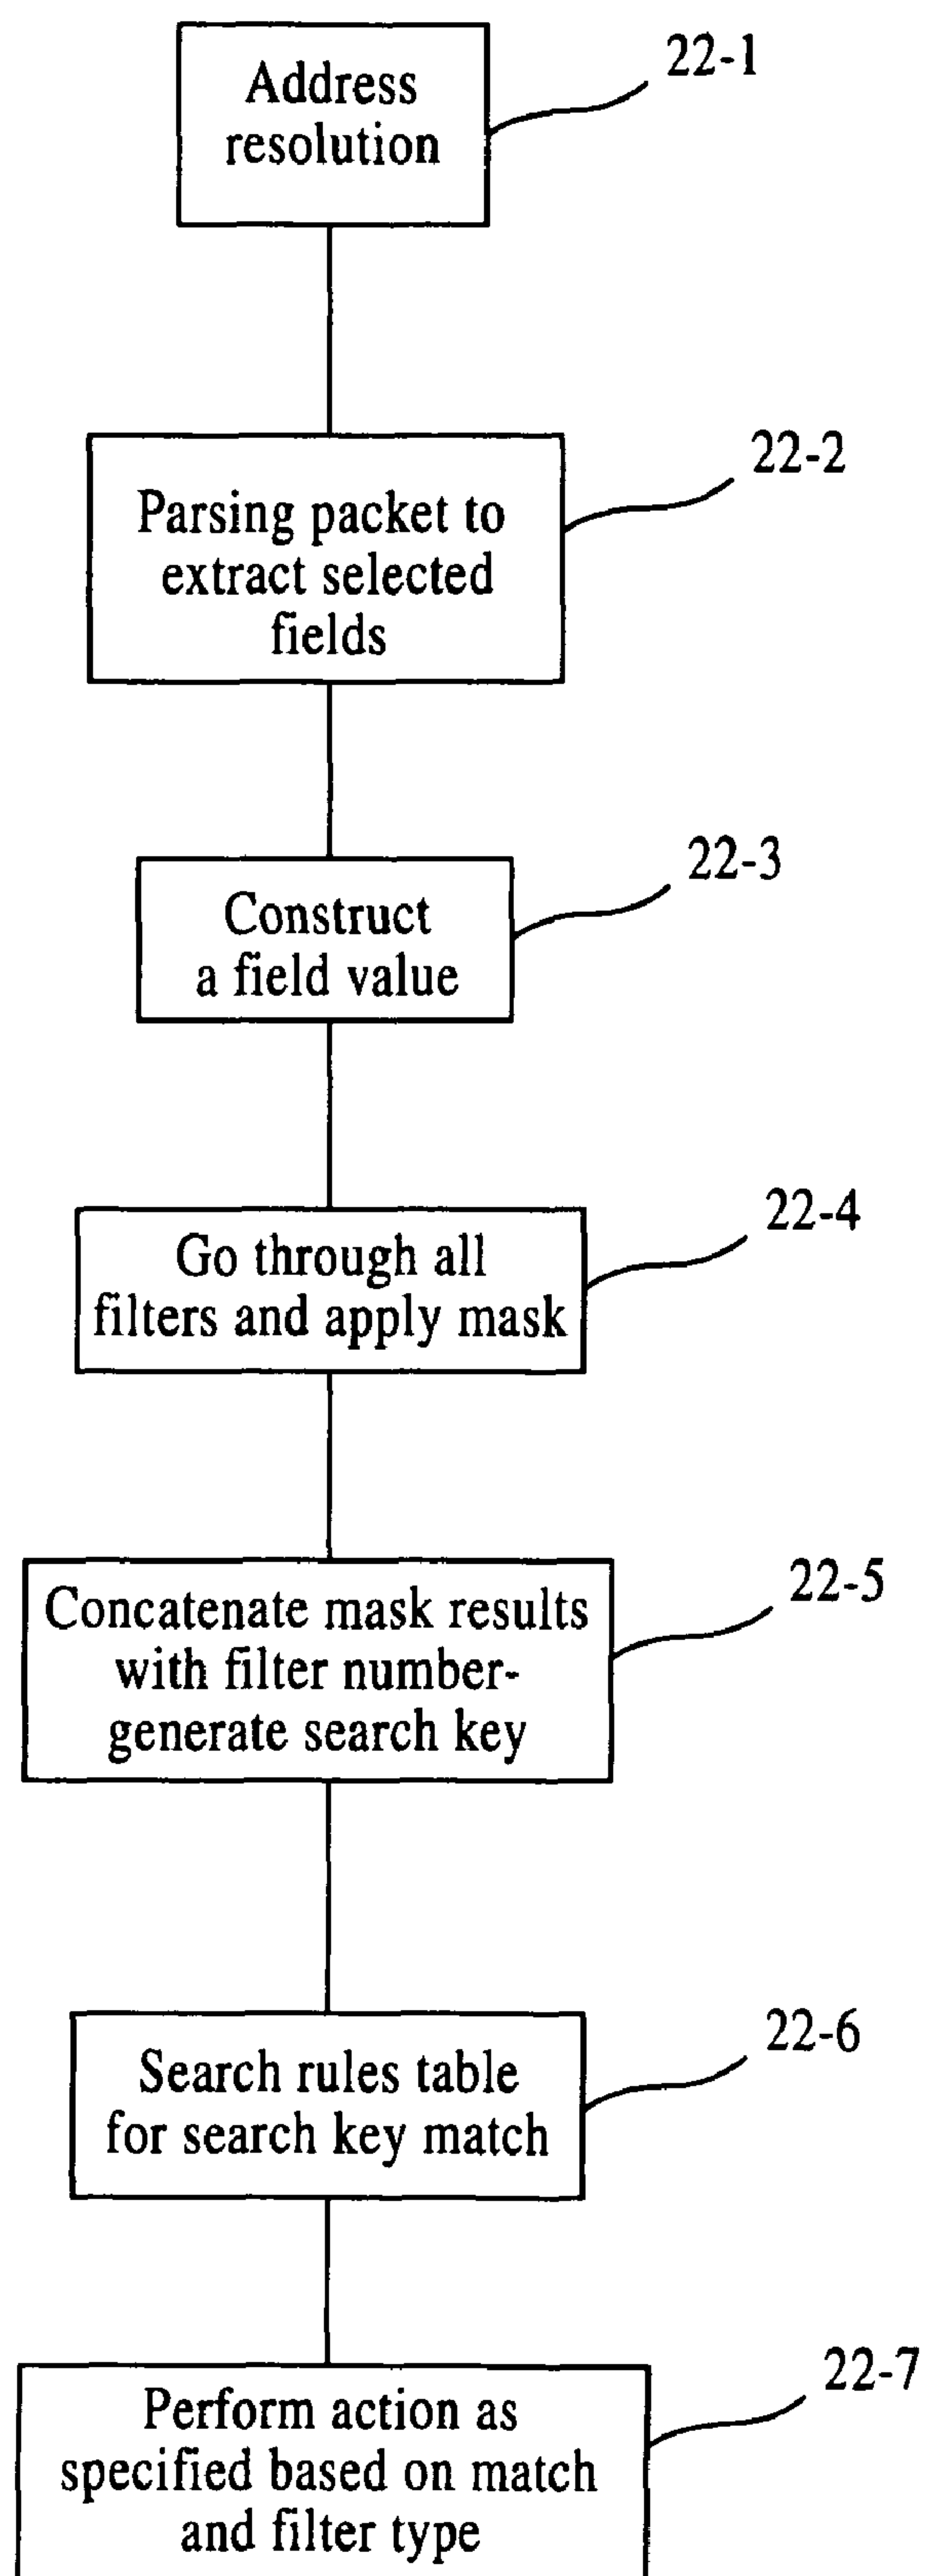 Address
resolution
22-1
Parsing packet to
extract selected
fields
22-2
Construct
a field value
22-3
Go through all
filters and apply mask
22-4
Concatenate mask results
with filter number-
generate search key
22-5
Search rules table
for search key match
22-6
Perform action as
specified based on match
and filter type
22-7